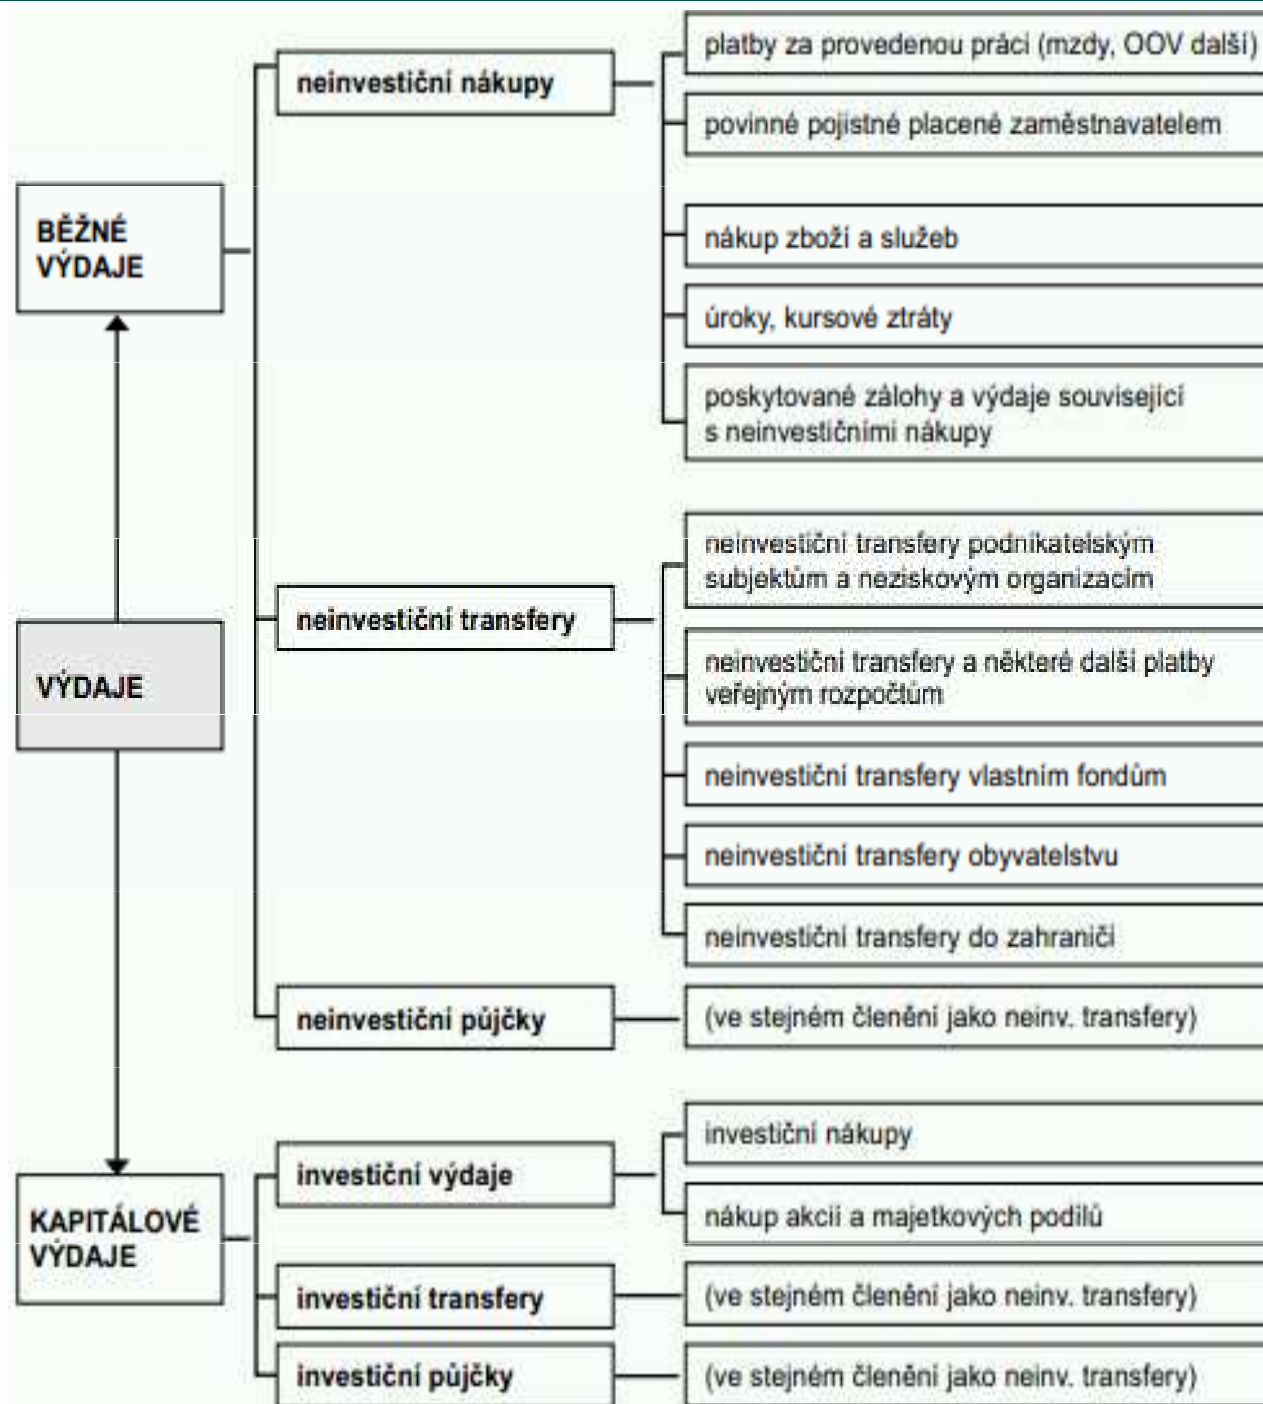 neinvestiční nákupy
platby za provedenou práci (mzdy, OOV další)
povinné pojistné placené zaměstnavatelem
BĚŽNÉ
VÝDAJE
nákup zboží a služeb
úroky, kursové ztráty
poskytované zálohy a výdaje související
s neinvestičními nákupy
neinvestiční transfery
neinvestiční transfery podnikatelským
subjektům a neziskovým organizacím
VÝDAJE
neinvestiční transfery a některé další platby
veřejným rozpočtům
neinvestiční transfery vlastním fondům
neinvestiční transfery obyvatelstvu
neinvestiční transfery do zahraničí
neinvestiční půjčky
(ve stejném členění jako neinv. transfery)
KAPITÁLOVÉ
VÝDAJE
investiční výdaje
investiční nákupy
nákup akcií a majetkových podílů
investiční transfery
(ve stejném členění jako neinv. transfery)
investiční půjčky
(ve stejném členění jako neinv. transfery)